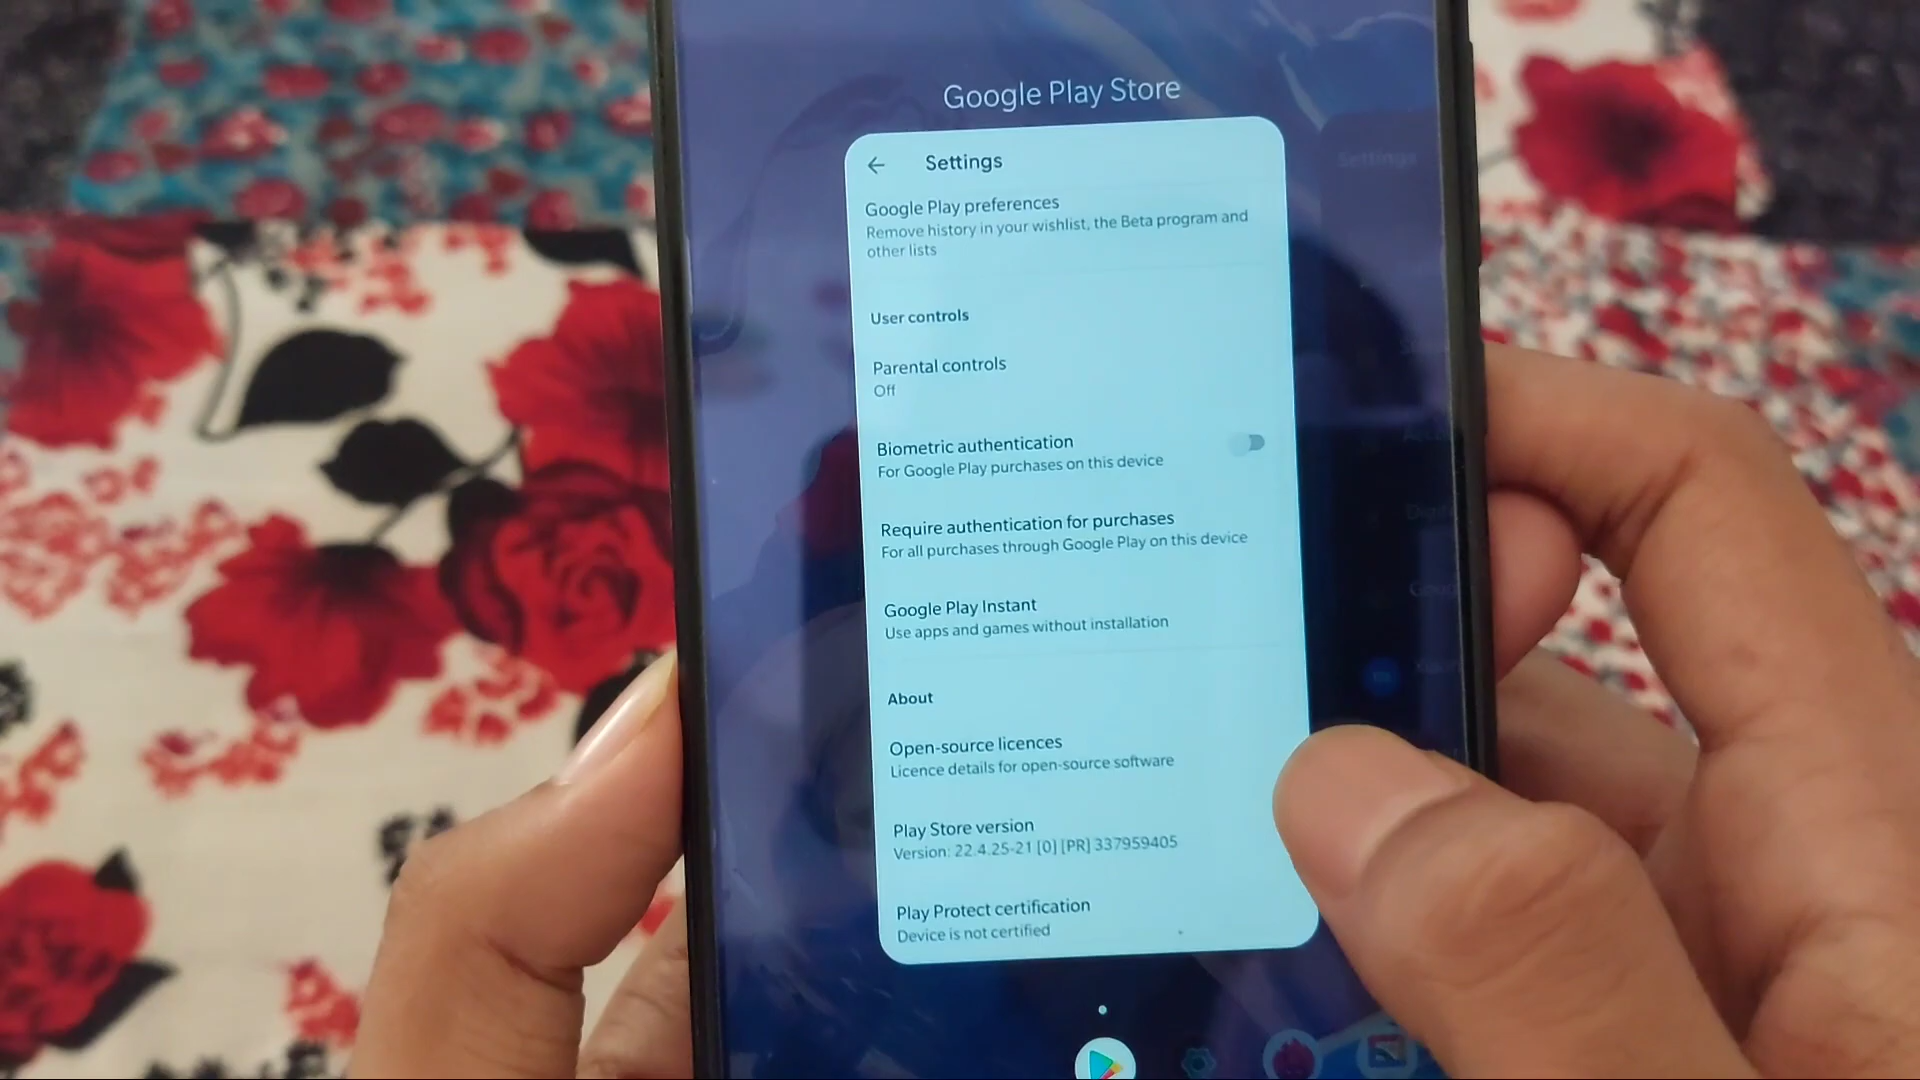 Google Play Store
Settings
Google Play preferences
Remove history in your wishlist, the Beta program and
other lists
User controls
Parental controls
Off
Biometric authentication
For Google Play purchases on this device
Require authentication for purchases
For all purchases through Google Play on this device
Google Play Instant
Use apps and games without installation
About
Open-source licences
Licence details for open-source software
Play Store version
Version: 22.4.25-21 [0] [PR] 337959405
Play Protect certification
Device is not certified
Settings